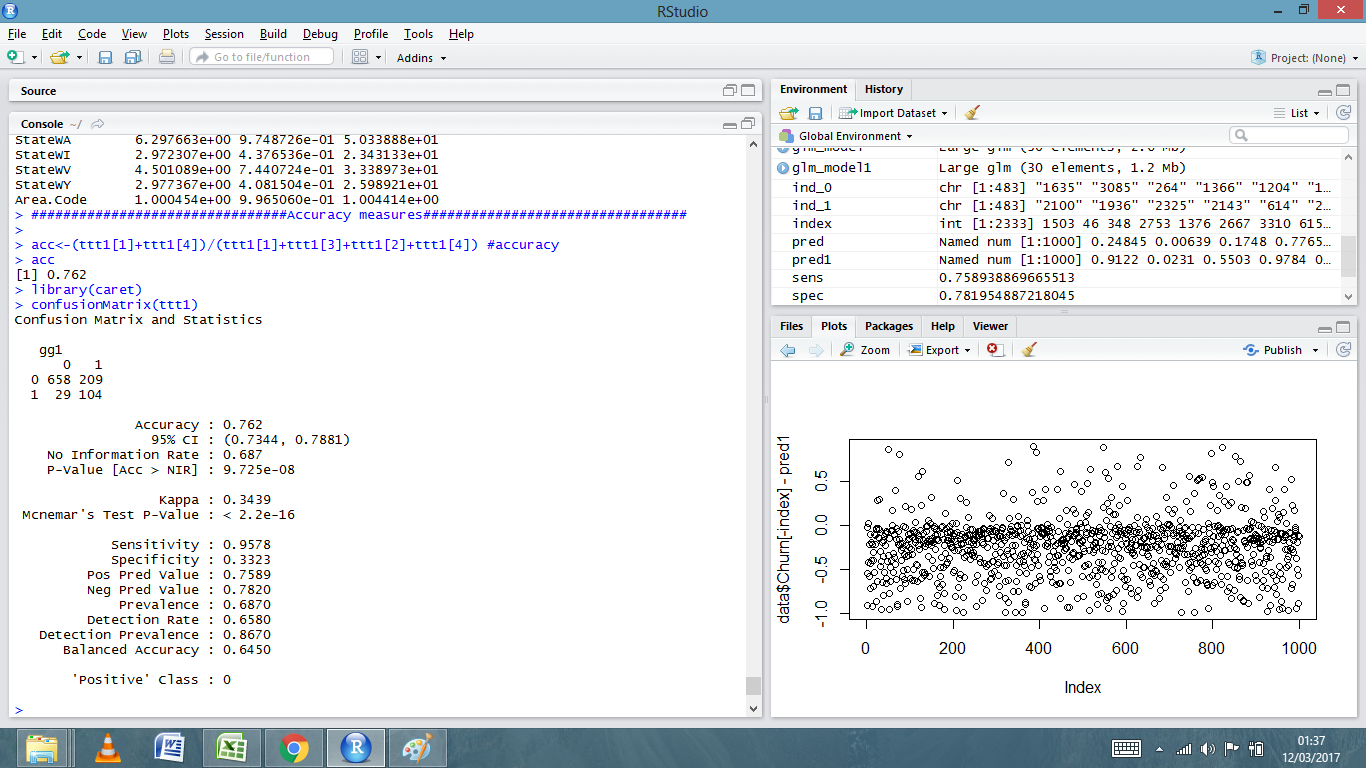 RStudio
File Edit Code View Plots Session Build Debug Profile Tools Help
Go to file/function Addins Project: (None)
Source
Console ~/
StateWA 6.297663e+00 9.748726e-01 5.033888e+01
StateWI 2.972307e+00 4.376536e-01 2.343133e+01
StateWV 4.501089e+00 7.440724e-01 3.338973e+01
StateWY 2.977367e+00 4.081504e-01 2.598921e+01
Area.Code 1.000454e+00 9.965060e-01 1.004414e+00
> ################################Accuracy measures#################################
>
> acc<-(ttt1[1]+ttt1[4])/(ttt1[1]+ttt1[3]+ttt1[2]+ttt1[4]) #accuracy
> acc
[1] 0.762
> library(caret)
> confusionMatrix(ttt1)
Confusion Matrix and Statistics
gg1
0 1
0 658 209
1 29 104
Accuracy : 0.762
95% CI : (0.7344, 0.7881)
No Information Rate : 0.687
P-Value [Acc > NIR] : 9.725e-08
Kappa : 0.3439
Mcnemar's Test P-Value : < 2.2e-16
Sensitivity : 0.9578
Specificity : 0.3323
Pos Pred Value : 0.7589
Neg Pred Value : 0.7820
Prevalence : 0.6870
Detection Rate : 0.6580
Detection Prevalence : 0.8670
Balanced Accuracy : 0.6450
'Positive' Class : 0
>
Environment History
Import Dataset List
Global Environment
glm_model1 Large glm (30 elements, 1.2 Mb)
ind_0 chr [1:483] "1635" "3085" "264" "1366" "1204" "1...
ind_1 chr [1:483] "2100" "1936" "2325" "2143" "614" "2...
index int [1:2333] 1503 46 348 2753 1376 2667 3310 615...
pred Named num [1:1000] 0.24845 0.00639 0.1748 0.7765...
pred1 Named num [1:1000] 0.9122 0.0231 0.5503 0.9784 0...
sens 0.758938869665513
spec 0.781954887218045
Files Plots Packages Help Viewer
Zoom Export Publish
data$Churn[-index] - pred1
0.5
0.0
-0.5
-1.0
0 200 400 600 800 1000
Index
01:37
12/03/2017